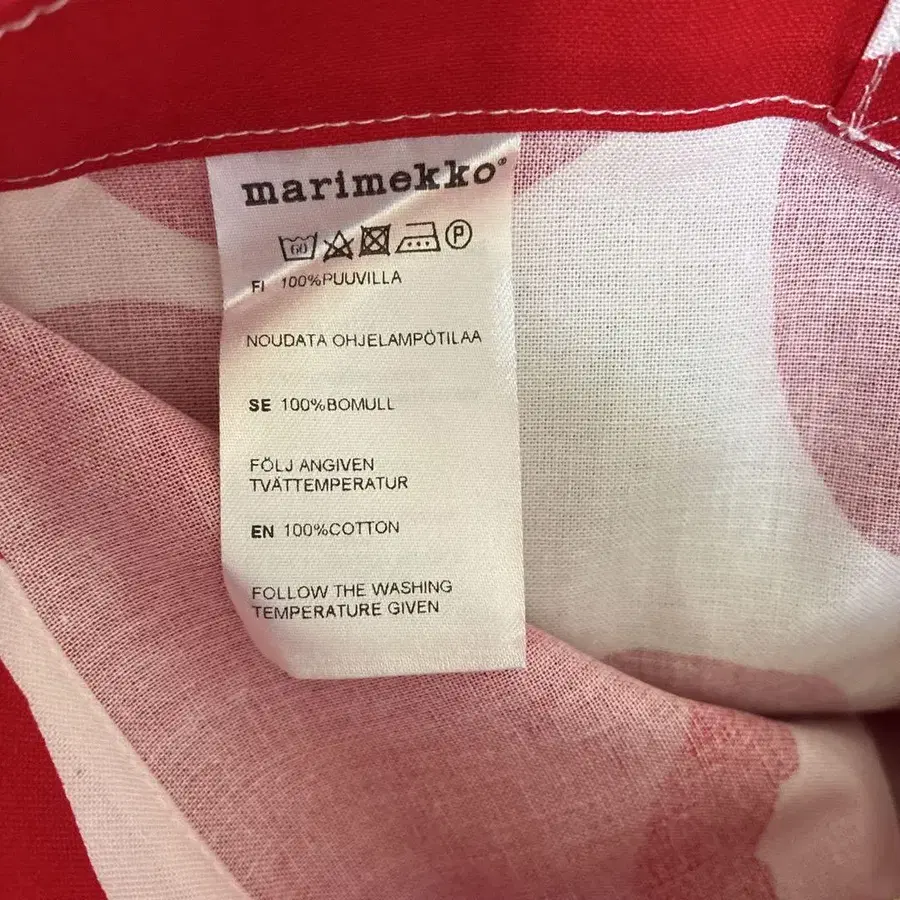 marimekko®
60 P
FI 100%PUUVILLA
NOUDATA OHJELAMPÖTILAA
SE 100%BOMULL
FÖLJ ANGIVEN
TVÄTTEMPERATUR
EN 100%COTTON
FOLLOW THE WASHING
TEMPERATURE GIVEN